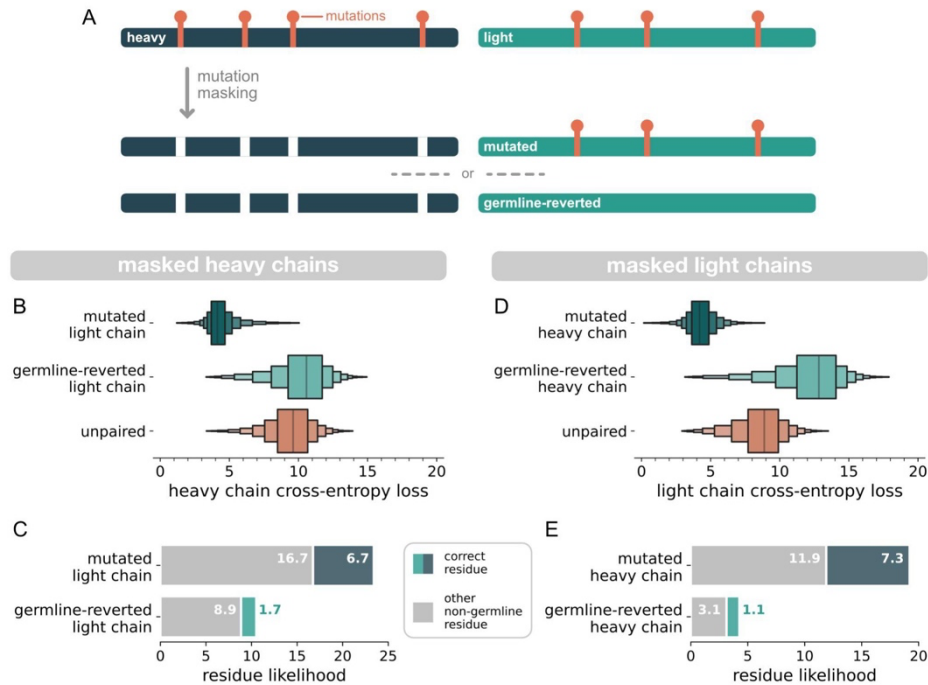 A
heavy
mutations
light
mutation
masking
mutated
or
germline-reverted
masked heavy chains
masked light chains
B
mutated
light chain
germline-reverted
light chain
unpaired
0 5 10 15 20
heavy chain cross-entropy loss
D
mutated
heavy chain
germline-reverted
heavy chain
unpaired
0 5 10 15 20
light chain cross-entropy loss
C
mutated
light chain
16.7 6.7
germline-reverted
light chain
8.9 1.7
0 5 10 15 20 25
residue likelihood
correct
residue
other
non-germline
residue
E
mutated
heavy chain
11.9 7.3
germline-reverted
heavy chain
3.1 1.1
0 5 10 15 20
residue likelihood